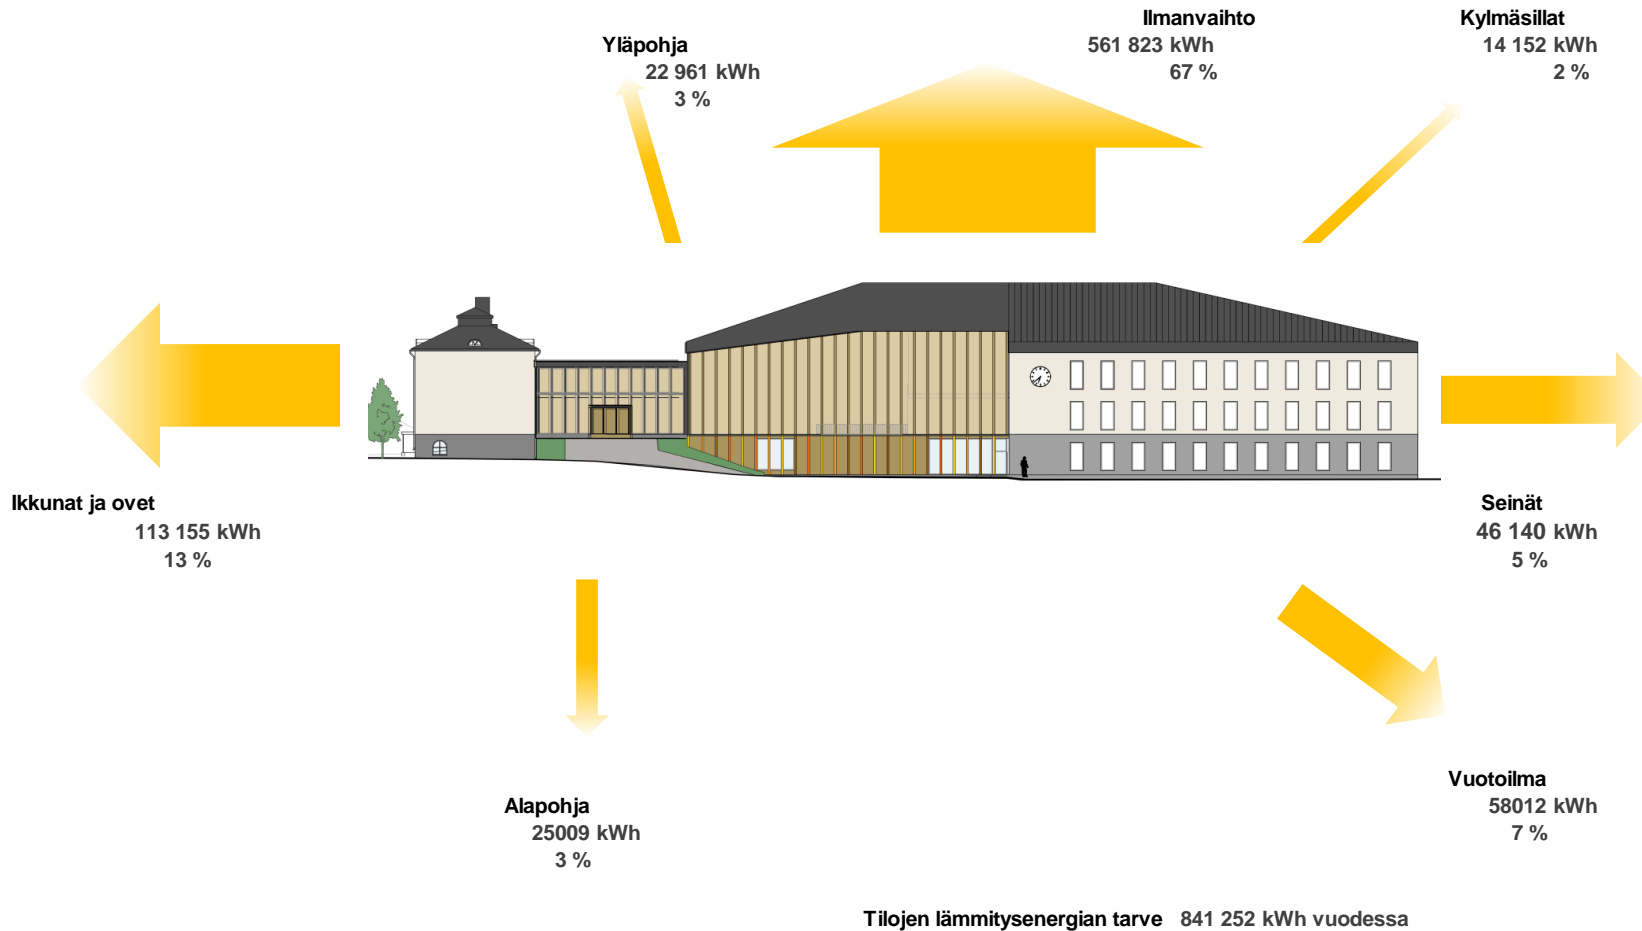 Ilmanvaihto
561 823 kWh
67 %
Kylmäsillat
14 152 kWh
2 %
Yläpohja
22 961 kWh
3 %
Ikkunat ja ovet
113 155 kWh
13 %
Seinät
46 140 kWh
5 %
Alapohja
25009 kWh
3 %
Vuotoilma
58012 kWh
7 %
Tilojen lämmitysenergian tarve 841 252 kWh vuodessa